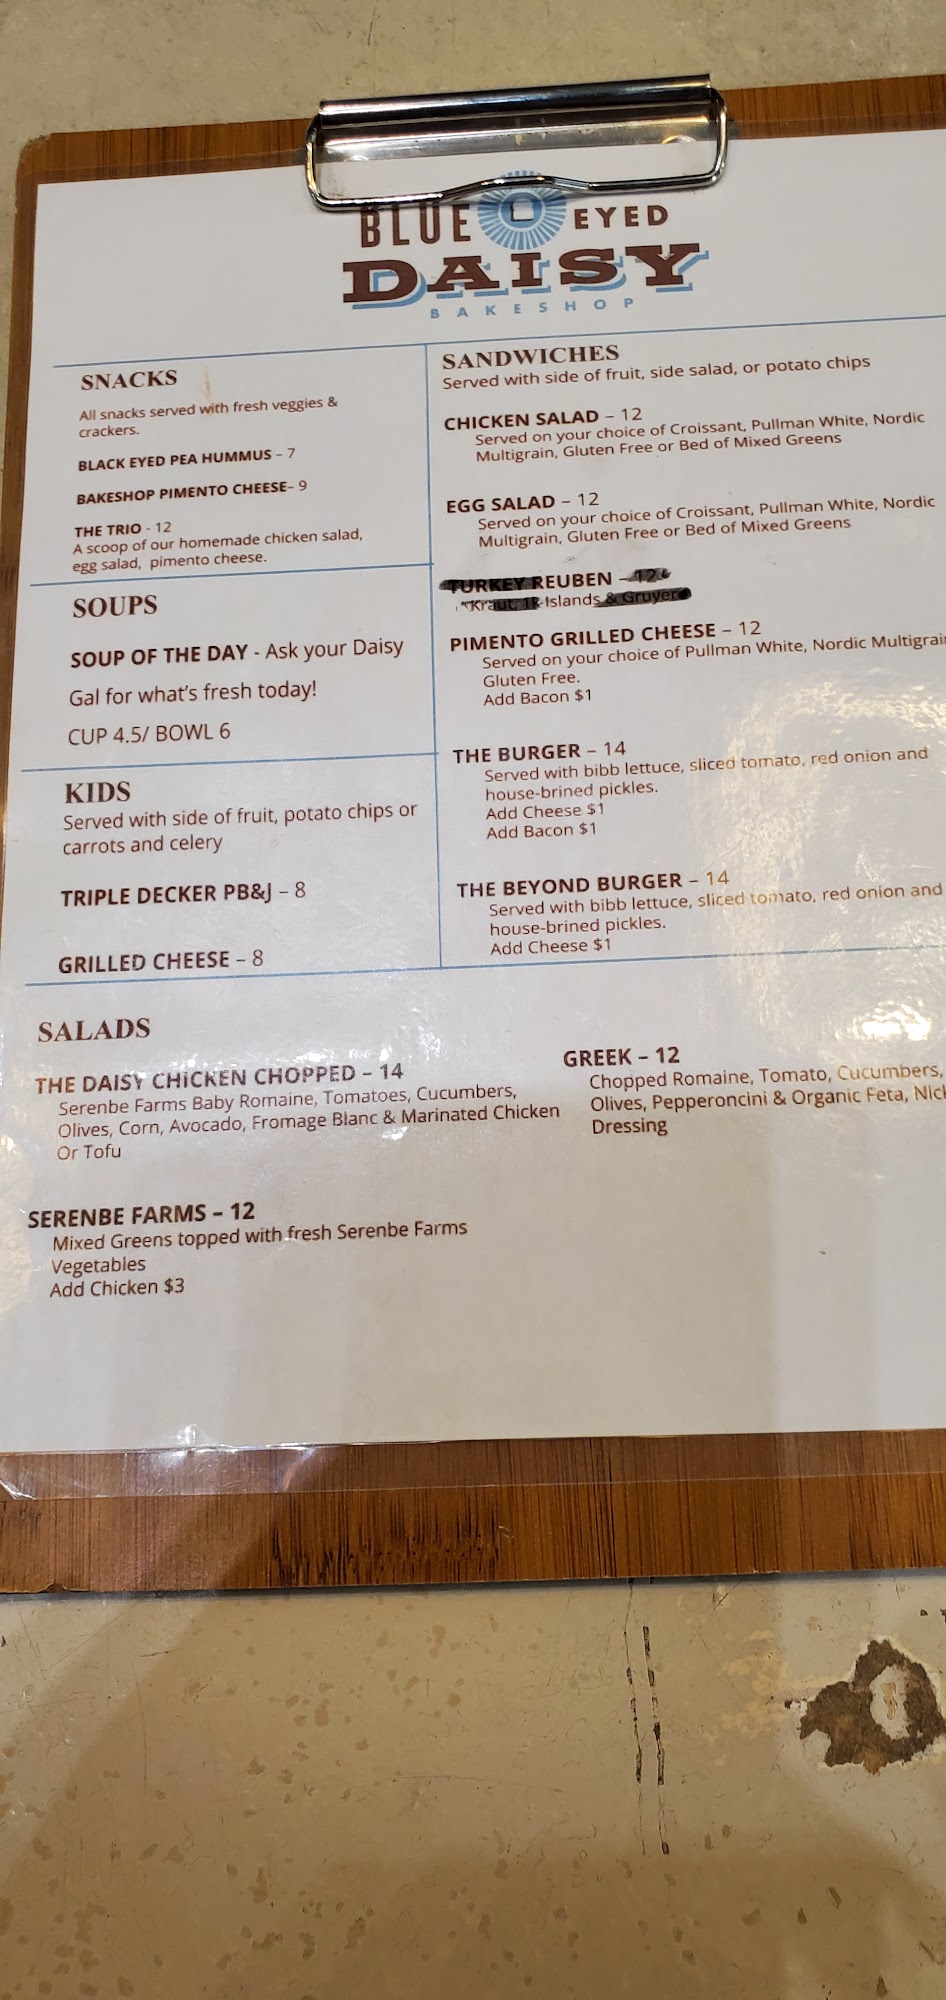 BLUE EYED
DAISY
BAKESHOP
SNACKS
All snacks served with fresh veggies &
crackers.
BLACK EYED PEA HUMMUS – 7
BAKESHOP PIMENTO CHEESE– 9
THE TRIO - 12
A scoop of our homemade chicken salad,
egg salad, pimento cheese.
SOUPS
SOUP OF THE DAY - Ask your Daisy
Gal for what's fresh today!
CUP 4.5/ BOWL 6
KIDS
Served with side of fruit, potato chips or
carrots and celery
TRIPLE DECKER PB&J – 8
GRILLED CHEESE – 8
SANDWICHES
Served with side of fruit, side salad, or potato chips
CHICKEN SALAD – 12
Served on your choice of Croissant, Pullman White, Nordic
Multigrain, Gluten Free or Bed of Mixed Greens
EGG SALAD – 12
Served on your choice of Croissant, Pullman White, Nordic
Multigrain, Gluten Free or Bed of Mixed Greens
TURKEY REUBEN – 12
Kraut, 1k Islands & Gruyere
PIMENTO GRILLED CHEESE – 12
Served on your choice of Pullman White, Nordic Multigrai
Gluten Free.
Add Bacon $1
THE BURGER – 14
Served with bibb lettuce, sliced tomato, red onion and
house-brined pickles.
Add Cheese $1
Add Bacon $1
THE BEYOND BURGER – 14
Served with bibb lettuce, sliced tomato, red onion and
house-brined pickles.
Add Cheese $1
SALADS
THE DAISY CHICKEN CHOPPED – 14
Serenbe Farms Baby Romaine, Tomatoes, Cucumbers,
Olives, Corn, Avocado, Fromage Blanc & Marinated Chicken
Or Tofu
SERENBE FARMS – 12
Mixed Greens topped with fresh Serenbe Farms
Vegetables
Add Chicken $3
GREEK – 12
Chopped Romaine, Tomato, Cucumbers,
Olives, Pepperoncini & Organic Feta,
Dressing